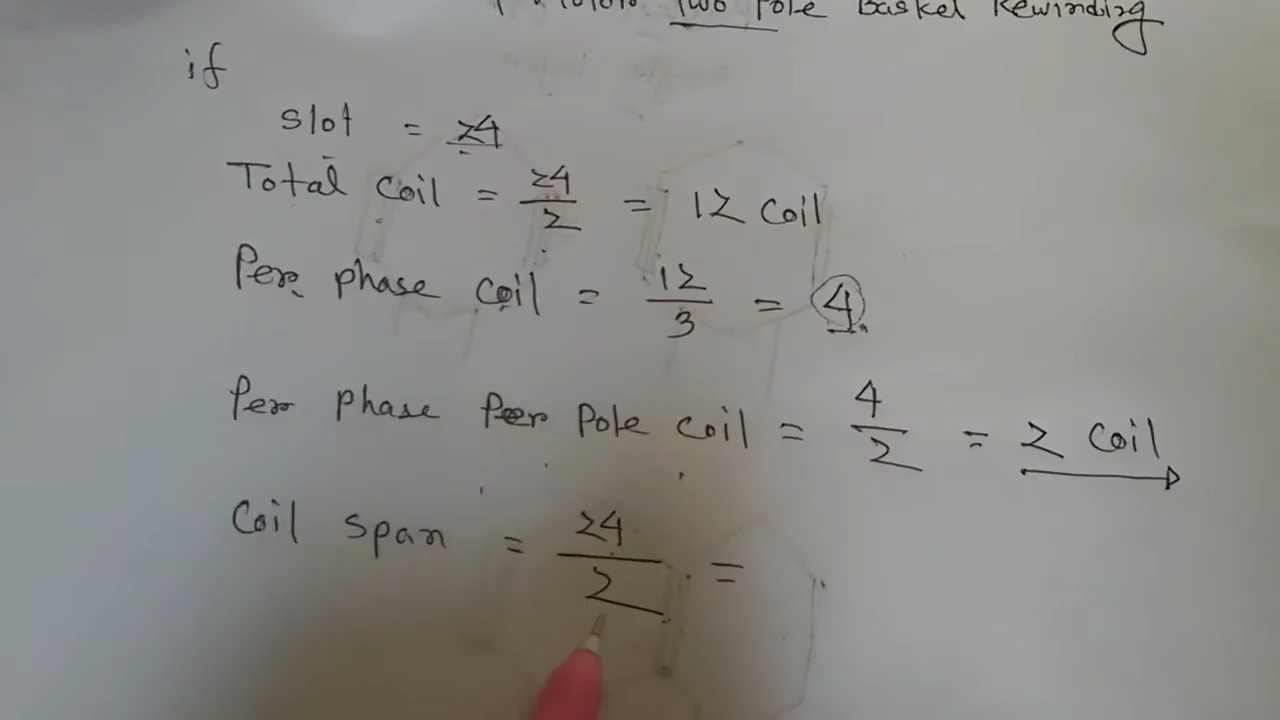 Two Pole Basket Rewinding
if
slot = 24
Total coil = 24/2 = 12 coil
Per phase coil = 12/3 = 4
Per phase Per Pole coil = 4/2 = 2 coil
Coil span = 24/2 =